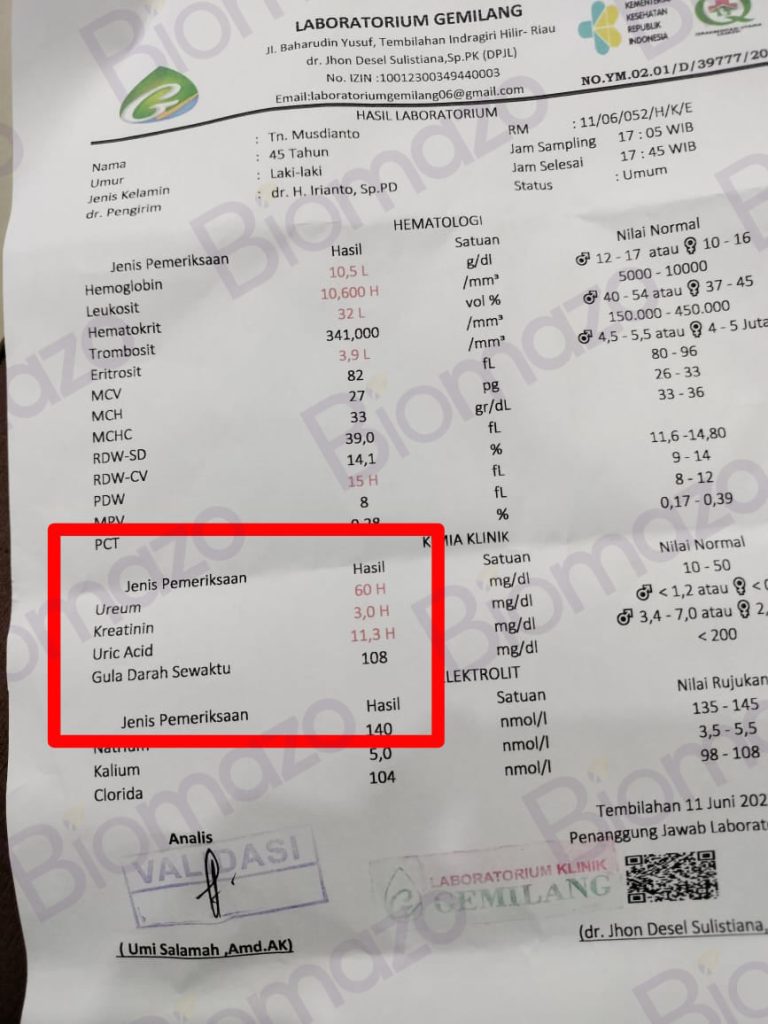 LABORATORIUM GEMILANG
Jl. Baharudin Yusuf, Tembilahan Indragiri Hilir- Riau
dr. Jhon Desel Sulistiana,Sp.PK (DPJL)
No. IZIN :10012300349440003
Email:laboratoriumgemilang06@gmail.com
KEMENTERIAN
KESEHATAN
REPUBLIK
INDONESIA
NO.YM.02.01/D/39777/20
HASIL LABORATORIUM
Nama : Tn. Musdianto RM : 11/06/052/H/K/E
Umur : 45 Tahun Jam Sampling 17 : 05 WIB
Jenis Kelamin : Laki-laki Jam Selesai 17 : 45 WIB
dr. Pengirim : dr. H. Irianto, Sp.PD Status : Umum
HEMATOLOGI
Jenis Pemeriksaan Hasil Satuan Nilai Normal
Hemoglobin 10,5 L g/dl ♂ 12 - 17 atau ♀ 10 - 16
Leukosit 10,600 H /mm³ 5000 - 10000
Hematokrit 32 L vol % ♂ 40 - 54 atau ♀ 37 - 45
Trombosit 341,000 /mm³ 150.000 - 450.000
Eritrosit 3,9 L /mm³ ♂ 4,5 - 5,5 atau ♀ 4 - 5 Juta
MCV 82 fL 80 - 96
MCH 27 pg 26 - 33
MCHC 33 gr/dL 33 - 36
RDW-SD 39,0 fL
RDW-CV 14,1 % 11,6 -14,80
PDW 15 H fL 9 - 14
MPV 8 fL 8 - 12
PCT 0,28 % 0,17 - 0,39
KIMIA KLINIK
Jenis Pemeriksaan Hasil Satuan Nilai Normal
Ureum 60 H mg/dl 10 - 50
Kreatinin 3,0 H mg/dl ♂ < 1,2 atau ♀ <
Uric Acid 11,3 H mg/dl ♂ 3,4 - 7,0 atau ♀ 2,
Gula Darah Sewaktu 108 mg/dl < 200
ELEKTROLIT
Jenis Pemeriksaan Hasil Satuan Nilai Rujukan
Natrium 140 nmol/l 135 - 145
Kalium 5,0 nmol/l 3,5 - 5,5
Clorida 104 nmol/l 98 - 108
Tembilahan 11 Juni 202
Analis Penanggung Jawab Laborat
VALIDASI
LABORATORIUM KLINIK
GEMILANG
( Umi Salamah ,Amd.AK) (dr. Jhon Desel Sulistiana,
Biomazo